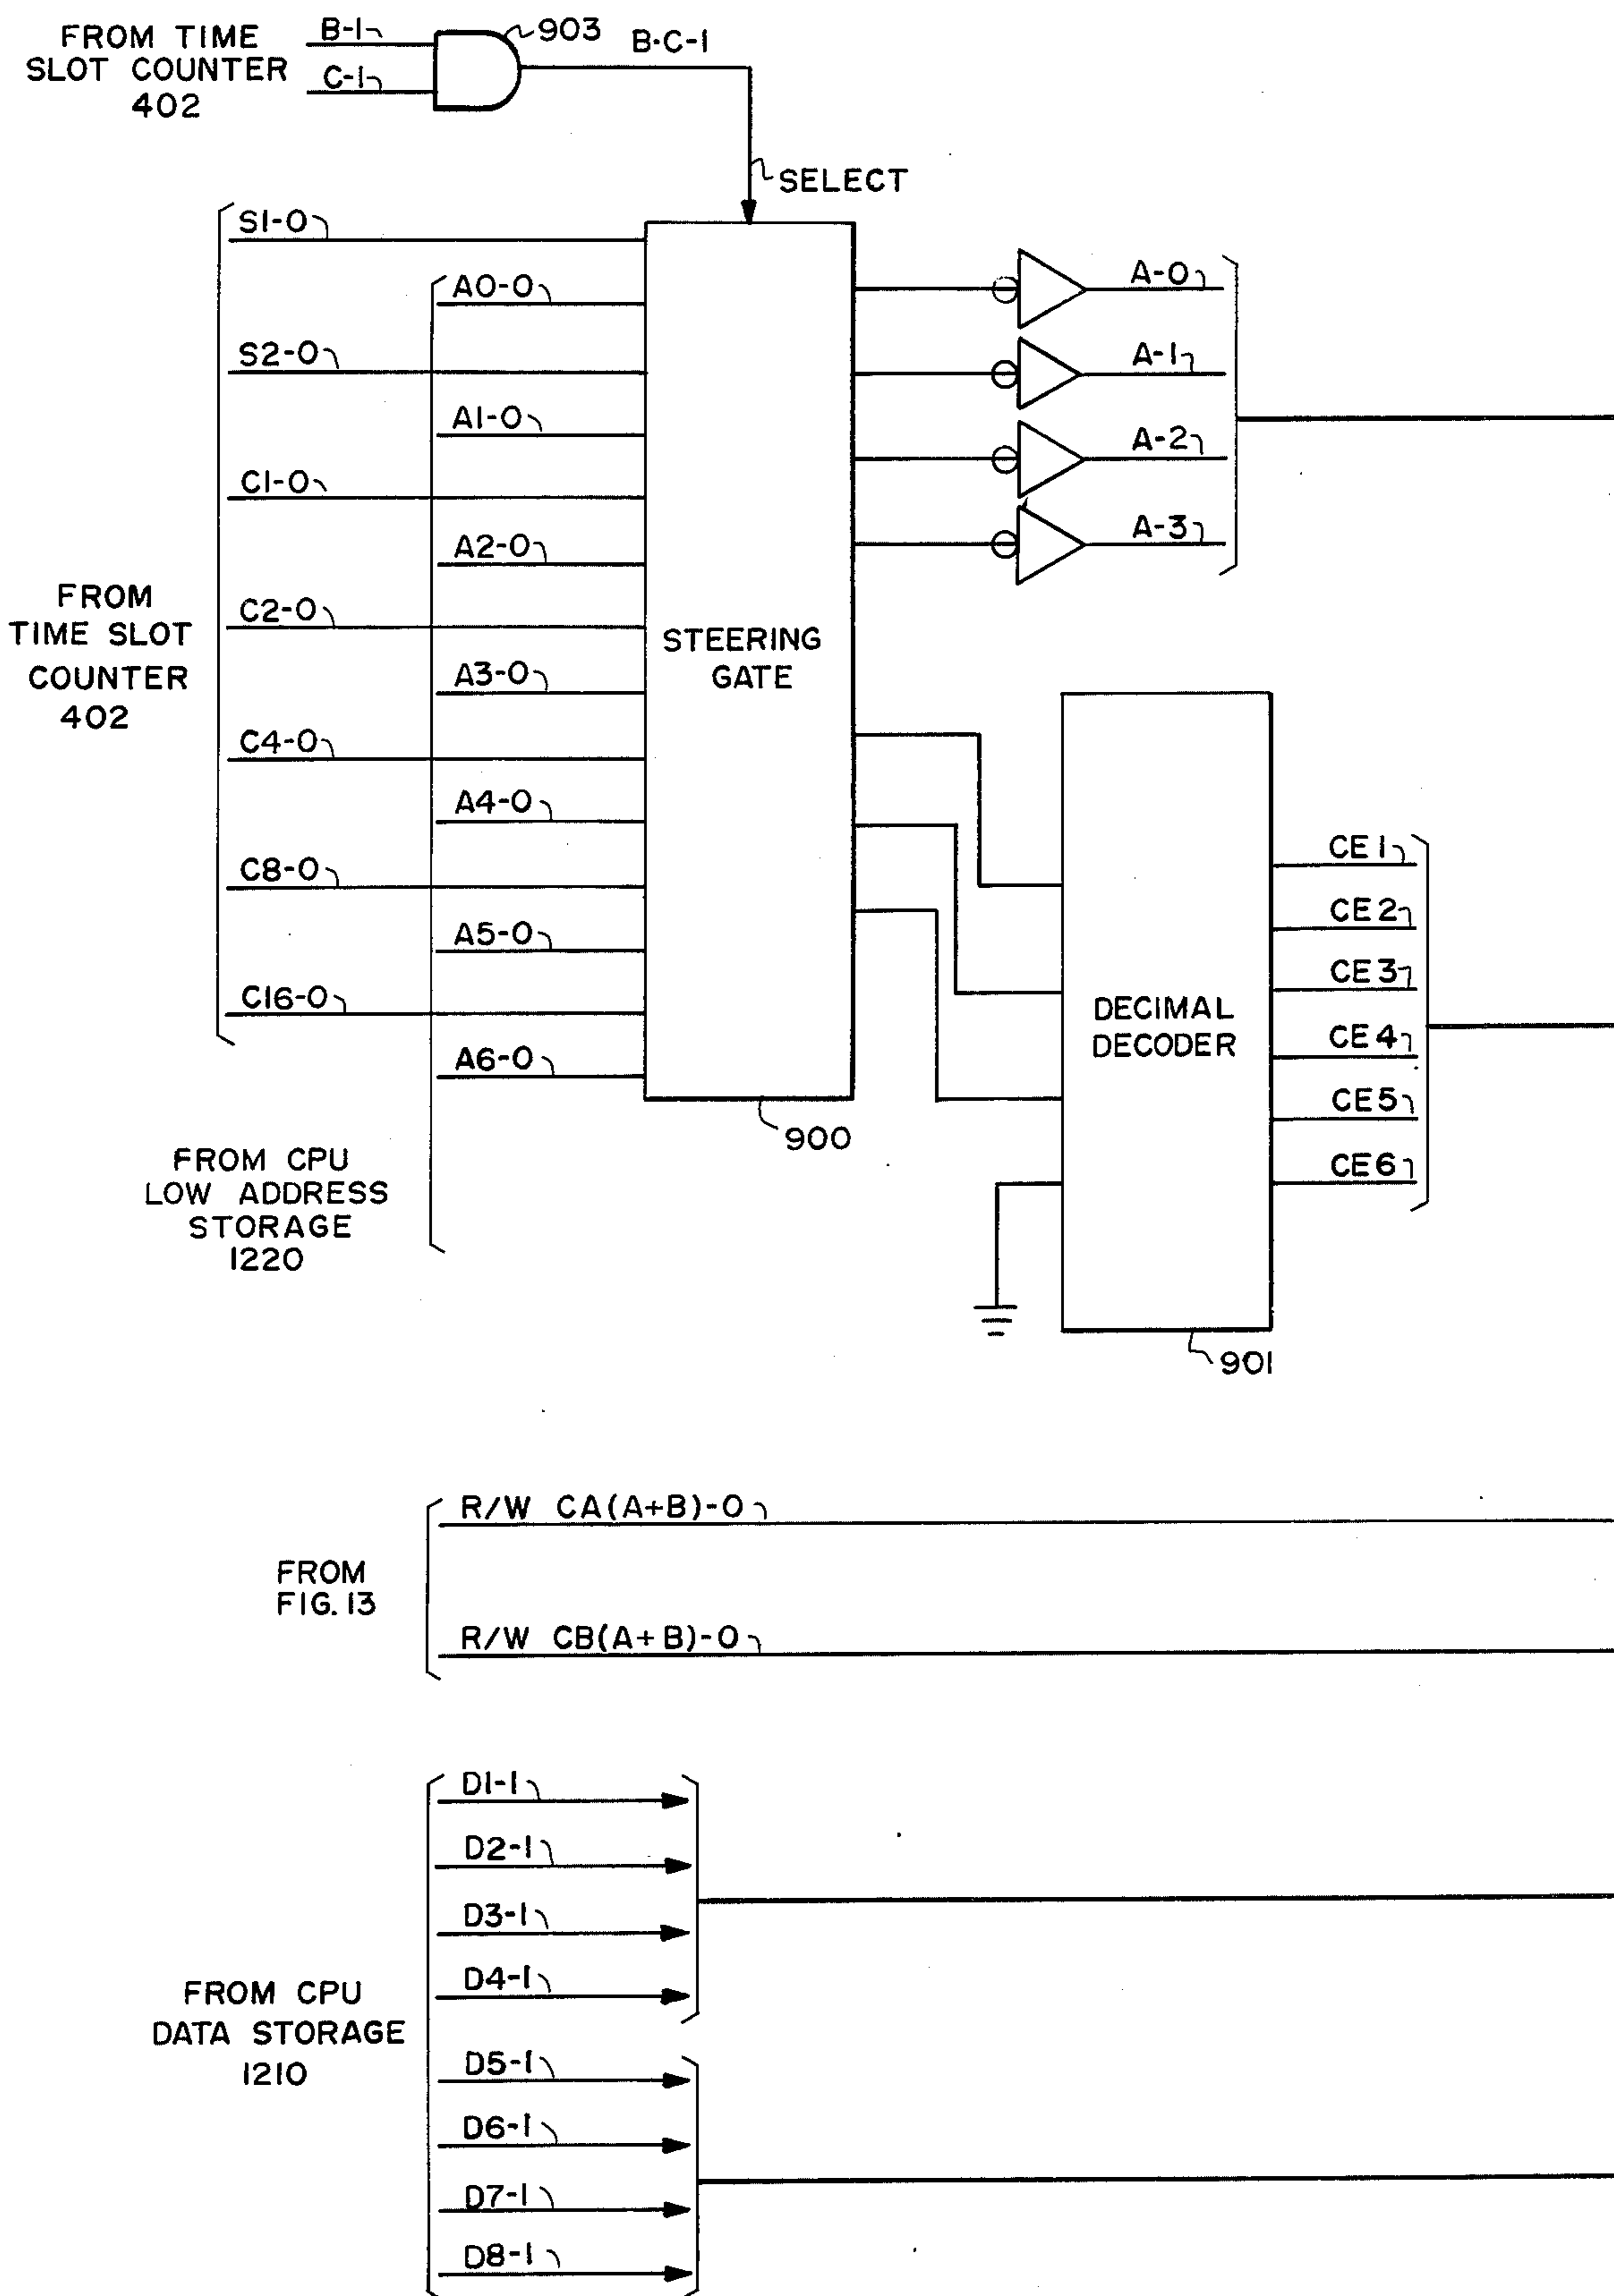 FROM TIME
SLOT COUNTER
402
B-1
C-1
903
B·C-1
SELECT
S1-0
A0-0
S2-0
A1-0
C1-0
A2-0
C2-0
A3-0
C4-0
A4-0
C8-0
A5-0
C16-0
A6-0
FROM
TIME SLOT
COUNTER
402
STEERING
GATE
900
A-0
A-1
A-2
A-3
FROM CPU
LOW ADDRESS
STORAGE
1220
DECIMAL
DECODER
901
CE1
CE2
CE3
CE4
CE5
CE6
FROM
FIG. 13
R/W CA(A+B)-0
R/W CB(A+B)-0
FROM CPU
DATA STORAGE
1210
D1-1
D2-1
D3-1
D4-1
D5-1
D6-1
D7-1
D8-1